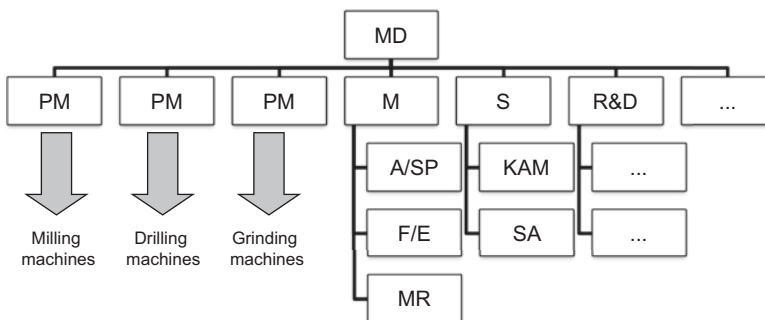 MD
PM PM PM M S R&D ...
A/SP KAM ...
Milling machines
Drilling machines
Grinding machines
F/E SA ...
MR